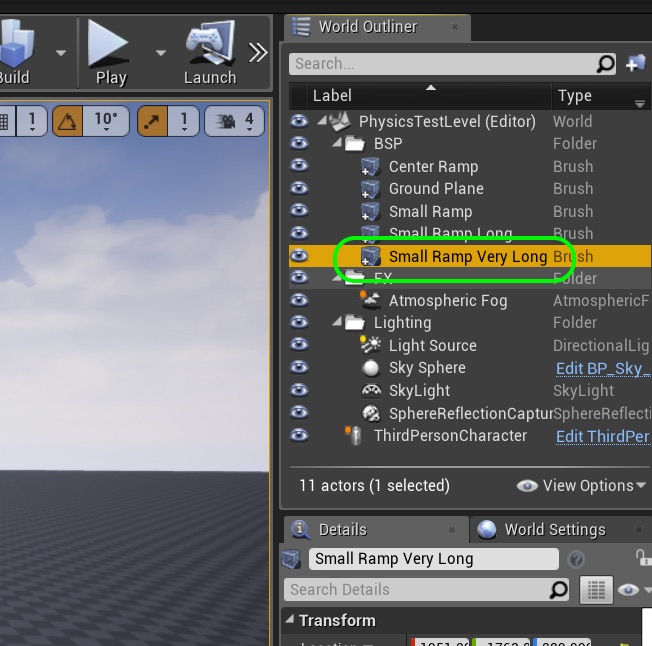 World Outliner
Build
Play
Launch
Search...
Label
Type
1
10°
1
4
PhysicsTestLevel (Editor)
World
BSP
Folder
Center Ramp
Brush
Ground Plane
Brush
Small Ramp
Brush
Small Ramp Long
Brush
Small Ramp Very Long
Brush
FX
Folder
Atmospheric Fog
AtmosphericF
Lighting
Folder
Light Source
DirectionalLig
Sky Sphere
Edit BP_Sky_
SkyLight
SkyLight
SphereReflectionCaptur
SphereReflecti
ThirdPersonCharacter
Edit ThirdPer
11 actors (1 selected)
View Options
Details
World Settings
Small Ramp Very Long
?
Search Details
Transform